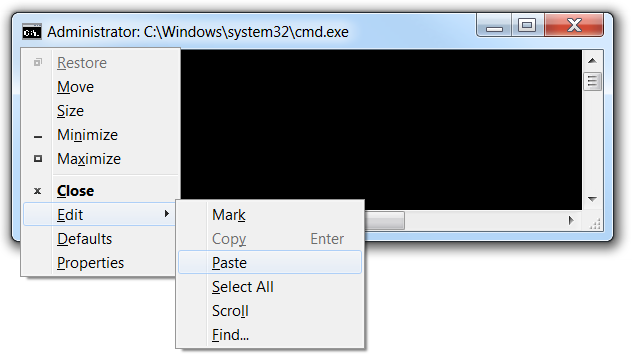 Administrator: C:\Windows\system32\cmd.exe
Restore
Move
Size
Minimize
Maximize
Close
Edit
Defaults
Properties
Mark
Copy Enter
Paste
Select All
Scroll
Find...